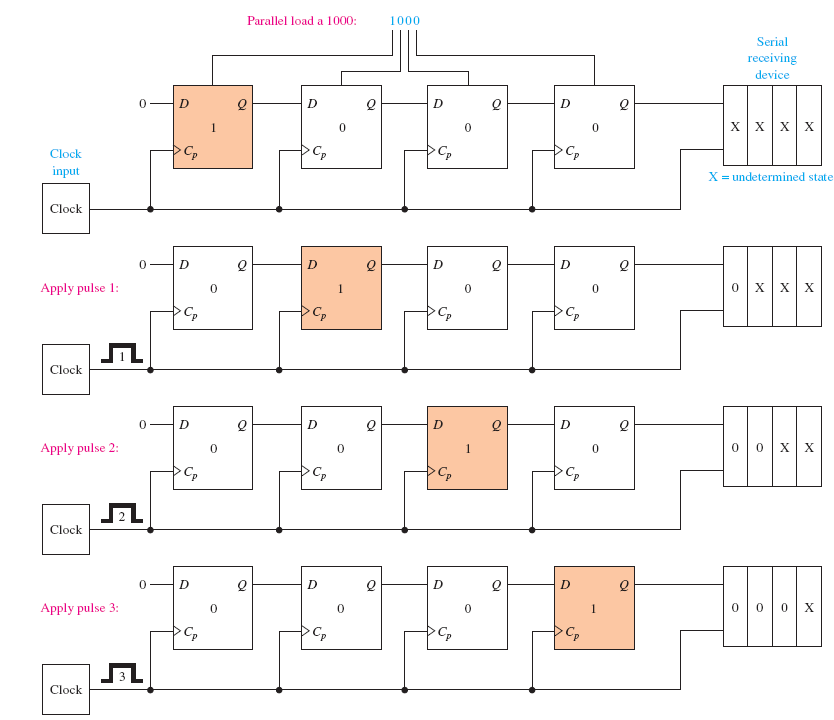 Parallel load a 1000: 1000
Serial
receiving
device
0 D Q D Q D Q D Q
1 0 0 0 X X X X
Cp Cp Cp Cp
Clock
input
X = undetermined state
Clock
0 D Q D Q D Q D Q
Apply pulse 1: 0 1 0 0 0 X X X
Cp Cp Cp Cp
1
Clock
0 D Q D Q D Q D Q
Apply pulse 2: 0 0 1 0 0 0 X X
Cp Cp Cp Cp
2
Clock
0 D Q D Q D Q D Q
Apply pulse 3: 0 0 0 1 0 0 0 X
Cp Cp Cp Cp
3
Clock